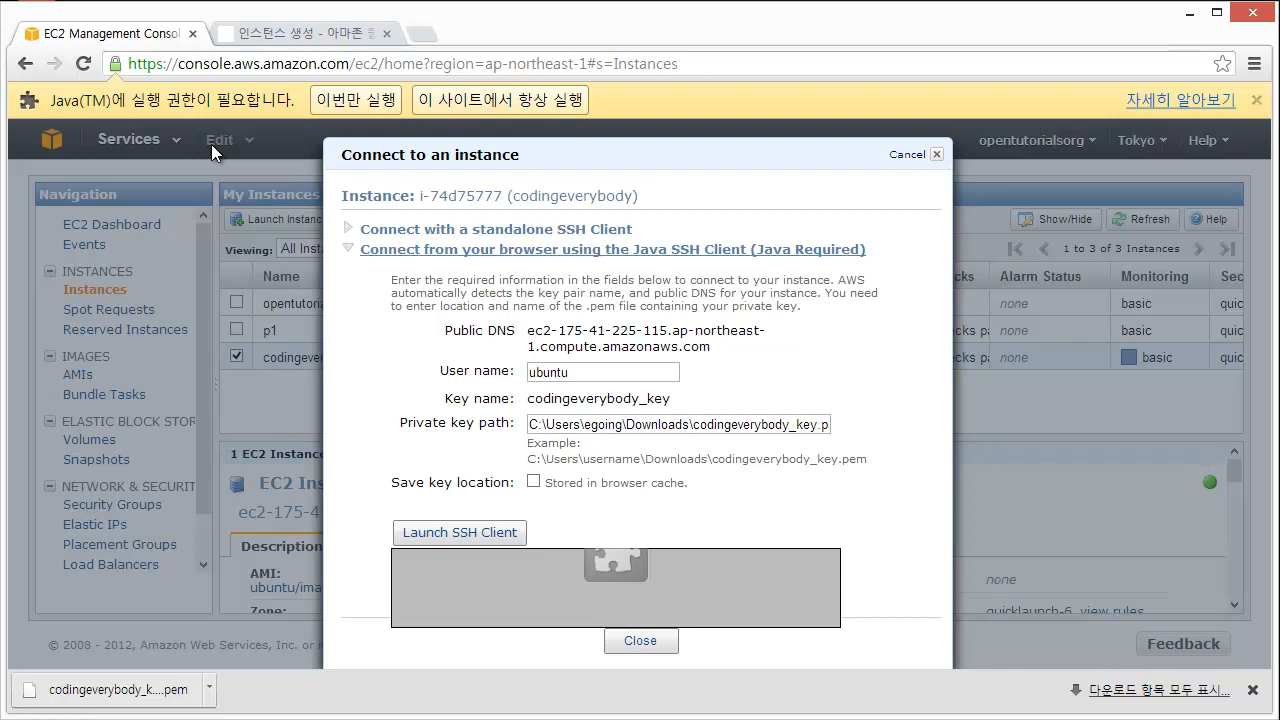 EC2 Management Consol
인스턴스 생성 - 아마존
https://console.aws.amazon.com/ec2/home?region=ap-northeast-1#s=Instances
Java(TM)에 실행 권한이 필요합니다. 이번만 실행 이 사이트에서 항상 실행 자세히 알아보기
Services Edit opentutorialsorg Tokyo Help
Connect to an instance Cancel
Navigation
EC2 Dashboard
Events
INSTANCES
Instances
Spot Requests
Reserved Instances
IMAGES
AMIs
Bundle Tasks
ELASTIC BLOCK STOR
Volumes
Snapshots
NETWORK & SECURIT
Security Groups
Elastic IPs
Placement Groups
Load Balancers
My Instances
Launch Instanc
Viewing: All Inst
Name
opentutoria
p1
codingevery
1 EC2 Instance
EC2 Ins
ec2-175-4
Description
AMI:
ubuntu/ima
Zone:
Instance: i-74d75777 (codingeverybody)
Connect with a standalone SSH Client
Connect from your browser using the Java SSH Client (Java Required)
Enter the required information in the fields below to connect to your instance. AWS
automatically detects the key pair name, and public DNS for your instance. You need
to enter location and name of the .pem file containing your private key.
Public DNS ec2-175-41-225-115.ap-northeast-
1.compute.amazonaws.com
User name: ubuntu
Key name: codingeverybody_key
Private key path: C:\Users\egoing\Downloads\codingeverybody_key.p
Example:
C:\Users\username\Downloads\codingeverybody_key.pem
Save key location: Stored in browser cache.
Launch SSH Client
Close
Show/Hide Refresh Help
1 to 3 of 3 Instances
cks Alarm Status Monitoring Sec
ecks pa none basic quic
ecks pa none basic quic
ecks pa none basic quic
none
quicklaunch-6. view rules
© 2008 - 2012, Amazon Web Services, Inc. or i
Feedback
codingeverybody_k....pem
다운로드 항목 모두 표시...